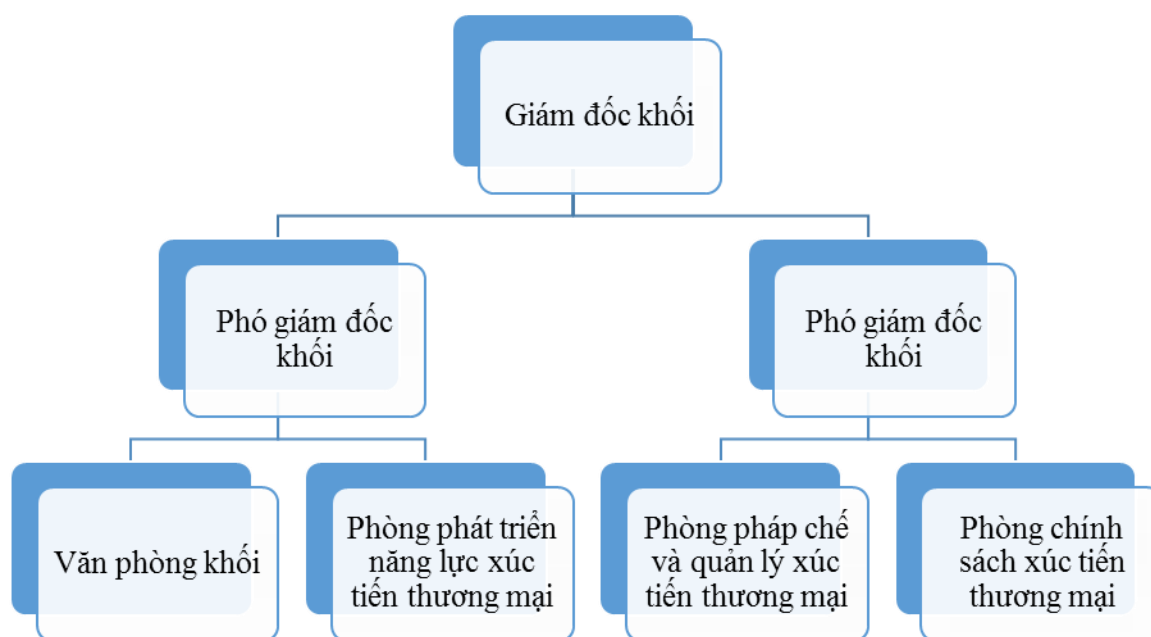 Giám đốc khối
Phó giám đốc
khối
Phó giám đốc
khối
Văn phòng khối
Phòng phát triển
năng lực xúc
tiến thương mại
Phòng pháp chế
và quản lý xúc
tiến thương mại
Phòng chính
sách xúc tiến
thương mại